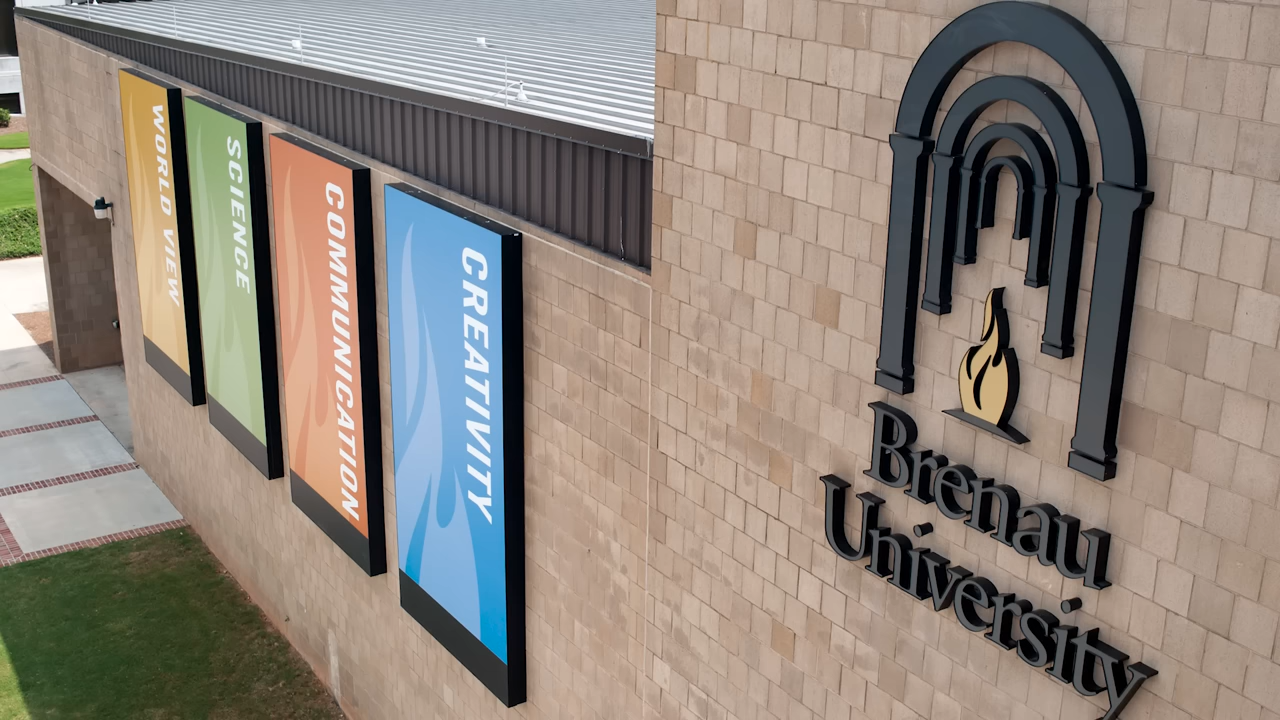 WORLD VIEW
SCIENCE
COMMUNICATION
CREATIVITY
Brenau
University